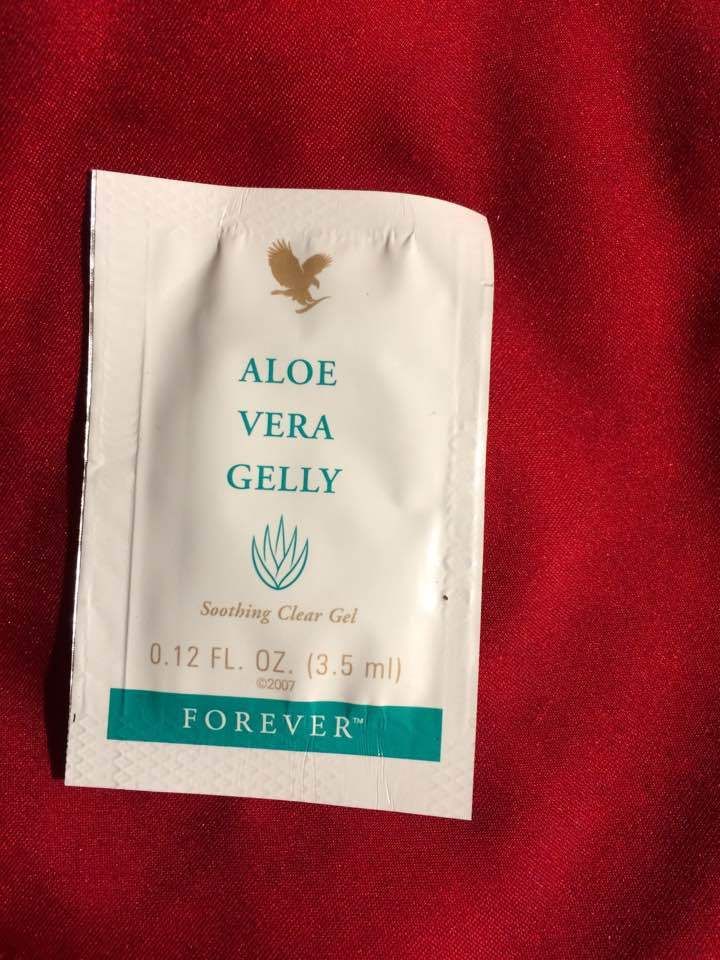 ALOE
VERA
GELLY
Soothing Clear Gel
0.12 FL. OZ. (3.5 ml)
©2007
FOREVER™